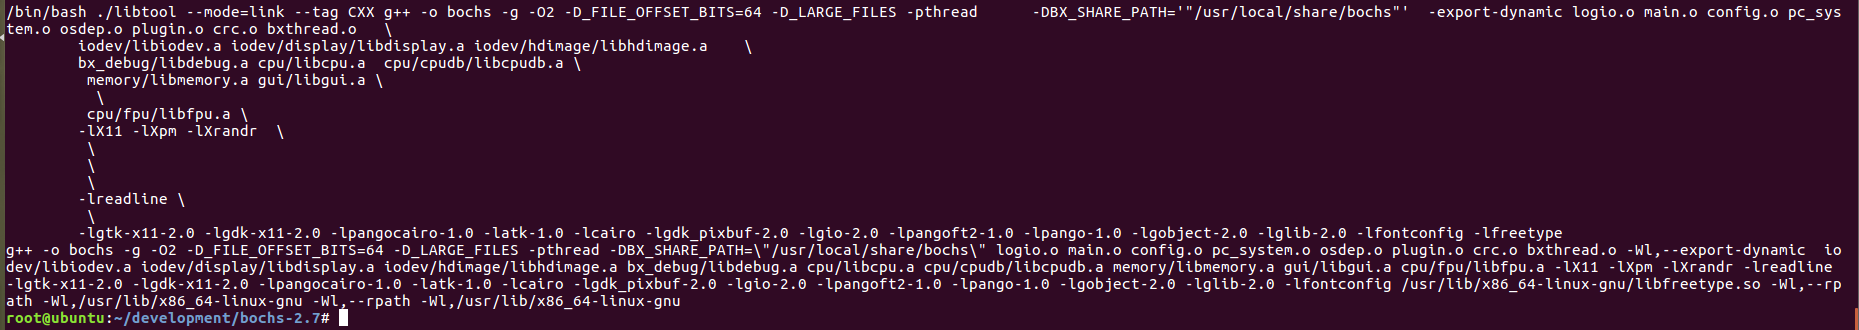 /bin/bash ./libtool --mode=link --tag CXX g++ -o bochs -g -O2 -D_FILE_OFFSET_BITS=64 -D_LARGE_FILES -pthread      -DBX_SHARE_PATH='"/usr/local/share/bochs"'  -export-dynamic logio.o main.o config.o pc_sys
tem.o osdep.o plugin.o crc.o bxthread.o   \
        iodev/libiodev.a iodev/display/libdisplay.a iodev/hdimage/libhdimage.a    \
        bx_debug/libdebug.a cpu/libcpu.a  cpu/cpudb/libcpudb.a \
         memory/libmemory.a gui/libgui.a \
          \
         cpu/fpu/libfpu.a \
        -lX11 -lXpm -lXrandr  \
         \
         \
         \
        -lreadline \
         \
        -lgtk-x11-2.0 -lgdk-x11-2.0 -lpangocairo-1.0 -latk-1.0 -lcairo -lgdk_pixbuf-2.0 -lgio-2.0 -lpangoft2-1.0 -lpango-1.0 -lgobject-2.0 -lglib-2.0 -lfontconfig -lfreetype
g++ -o bochs -g -O2 -D_FILE_OFFSET_BITS=64 -D_LARGE_FILES -pthread -DBX_SHARE_PATH=\"/usr/local/share/bochs\" logio.o main.o config.o pc_system.o osdep.o plugin.o crc.o bxthread.o -Wl,--export-dynamic  io
dev/libiodev.a iodev/display/libdisplay.a iodev/hdimage/libhdimage.a bx_debug/libdebug.a cpu/libcpu.a cpu/cpudb/libcpudb.a memory/libmemory.a gui/libgui.a cpu/fpu/libfpu.a -lX11 -lXpm -lXrandr -lreadline
-lgtk-x11-2.0 -lgdk-x11-2.0 -lpangocairo-1.0 -latk-1.0 -lcairo -lgdk_pixbuf-2.0 -lgio-2.0 -lpangoft2-1.0 -lpango-1.0 -lgobject-2.0 -lglib-2.0 -lfontconfig /usr/lib/x86_64-linux-gnu/libfreetype.so -Wl,--rp
ath -Wl,/usr/lib/x86_64-linux-gnu -Wl,--rpath -Wl,/usr/lib/x86_64-linux-gnu
root@ubuntu:~/development/bochs-2.7#